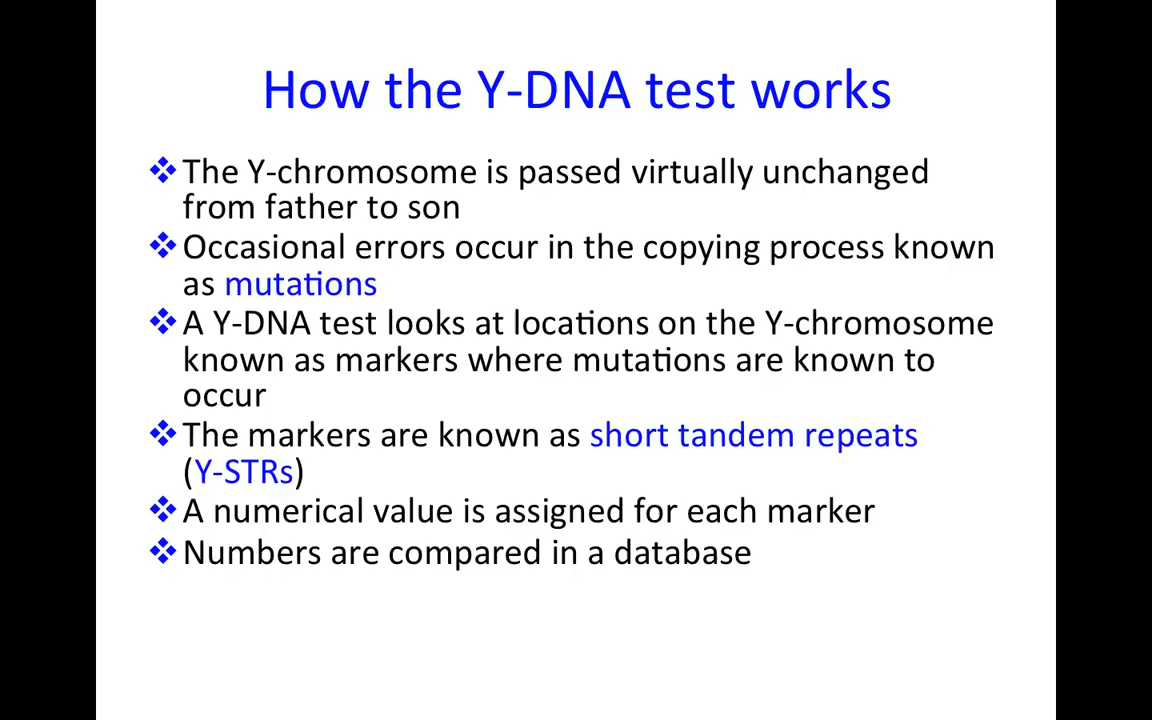 How the Y-DNA test works
❖ The Y-chromosome is passed virtually unchanged
from father to son
❖ Occasional errors occur in the copying process known
as mutations
❖ A Y-DNA test looks at locations on the Y-chromosome
known as markers where mutations are known to
occur
❖ The markers are known as short tandem repeats
(Y-STRs)
❖ A numerical value is assigned for each marker
❖ Numbers are compared in a database